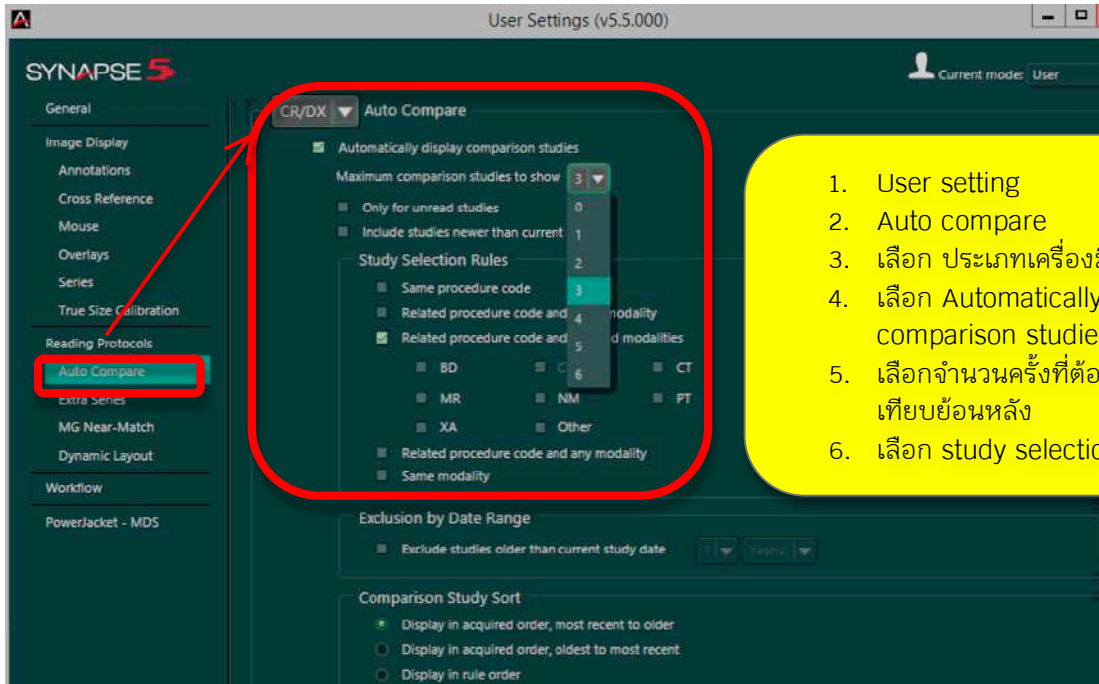 User Settings (v5.5.000)
SYNAPSE 5
Current mode: User
General
Image Display
Annotations
Cross Reference
Mouse
Overlays
Series
True Size Calibration
Reading Protocols
Auto Compare
Extra Series
MG Near-Match
Dynamic Layout
Workflow
PowerJacket - MDS
CR/DX Auto Compare
Automatically display comparison studies
Maximum comparison studies to show 3
0
1
2
3
4
5
6
Only for unread studies
Include studies newer than current
Study Selection Rules
Same procedure code
Related procedure code and modality
Related procedure code and modalities
BD CT
MR NM PT
XA Other
Related procedure code and any modality
Same modality
Exclusion by Date Range
Exclude studies older than current study date 1 Year(s)
Comparison Study Sort
Display in acquired order, most recent to older
Display in acquired order, oldest to most recent
Display in rule order
1. User setting
2. Auto compare
3. เลือก ประเภทเครื่อง
4. เลือก Automatically
comparison studie
5. เลือกจำนวนครั้งที่ต้อ
เทียบย้อนหลัง
6. เลือก study selectio